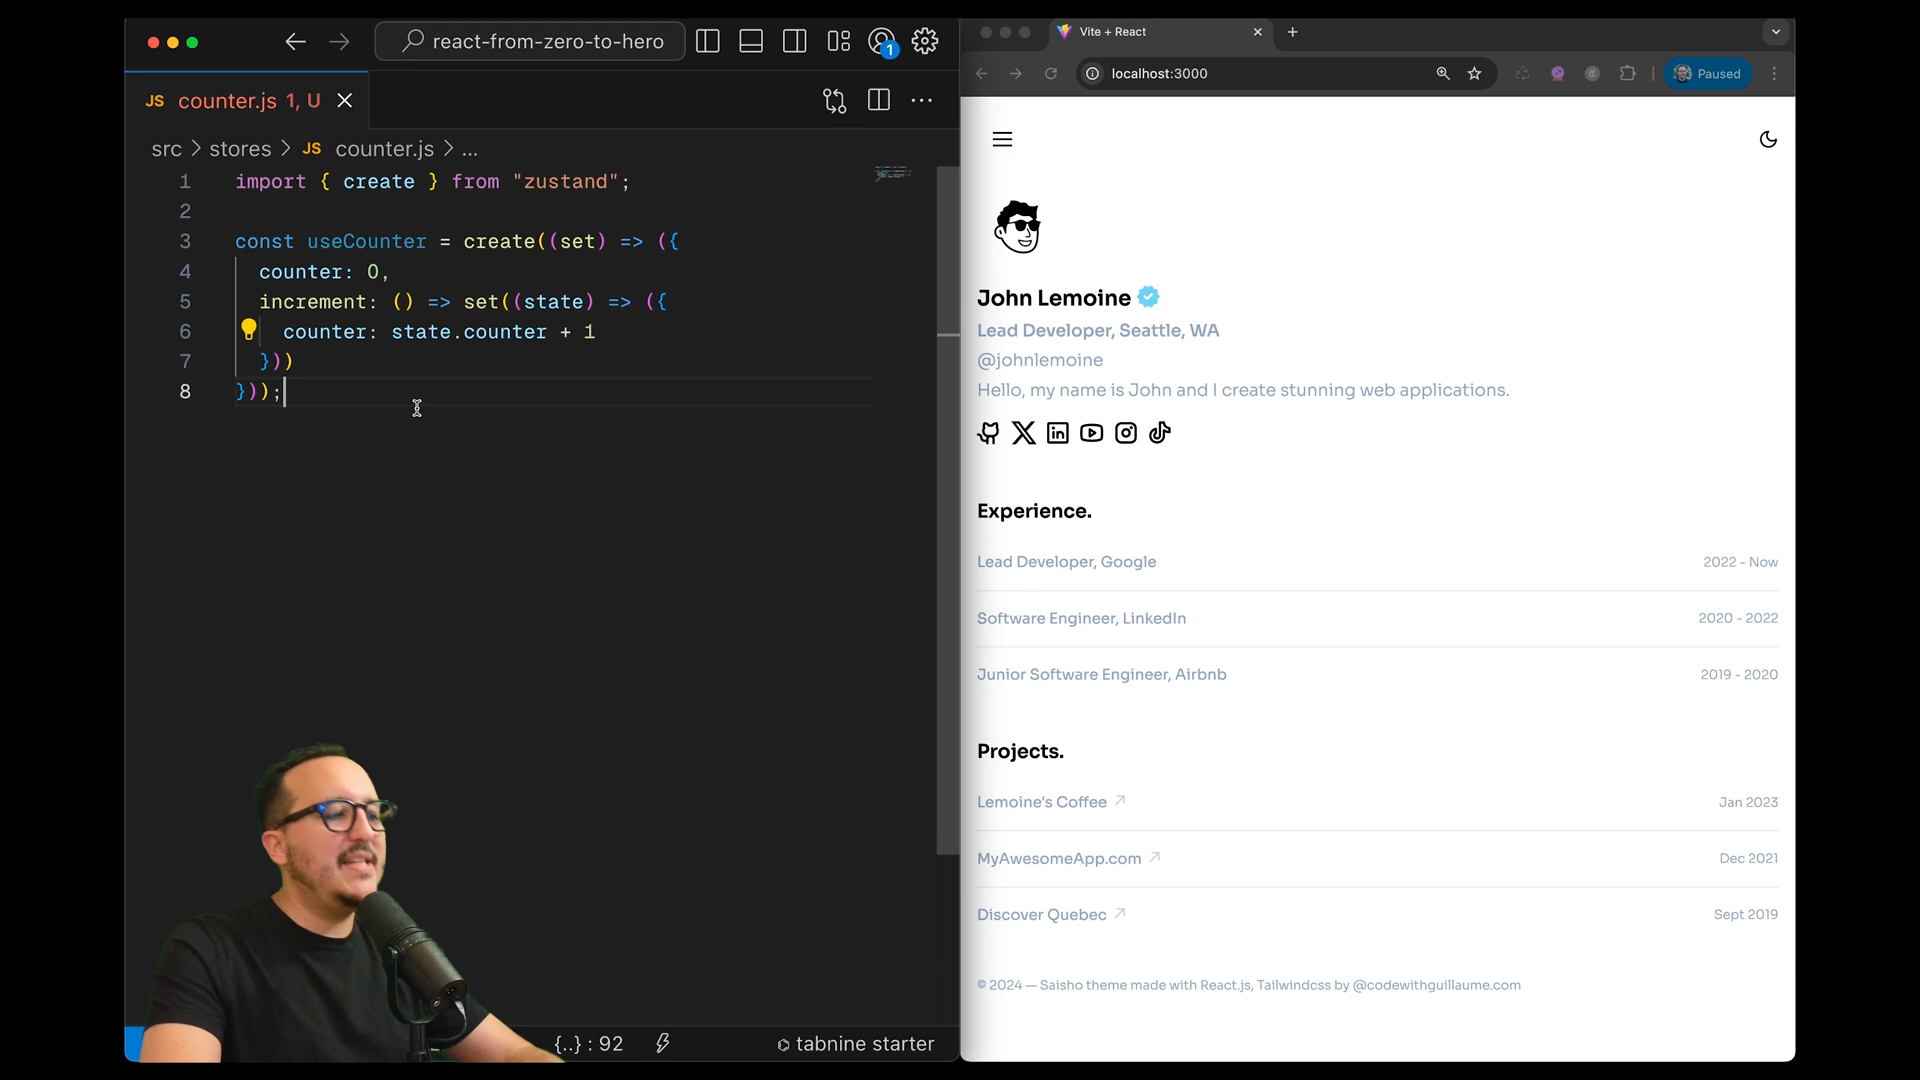 react-from-zero-to-hero
1
JS counter.js 1, U
src > stores > JS counter.js > ...
1 import { create } from "zustand";
2
3 const useCounter = create((set) => ({
4 counter: 0,
5 increment: () => set((state) => ({
6 counter: state.counter + 1
7 }))
8 }));
{..} : 92
tabnine starter
Vite + React
localhost:3000
Paused
John Lemoine
Lead Developer, Seattle, WA
@johnlemoine
Hello, my name is John and I create stunning web applications.
Experience.
Lead Developer, Google 2022 - Now
Software Engineer, LinkedIn 2020 - 2022
Junior Software Engineer, Airbnb 2019 - 2020
Projects.
Lemoine's Coffee Jan 2023
MyAwesomeApp.com Dec 2021
Discover Quebec Sept 2019
© 2024 — Saisho theme made with React.js, Tailwindcss by @codewithguillaume.com